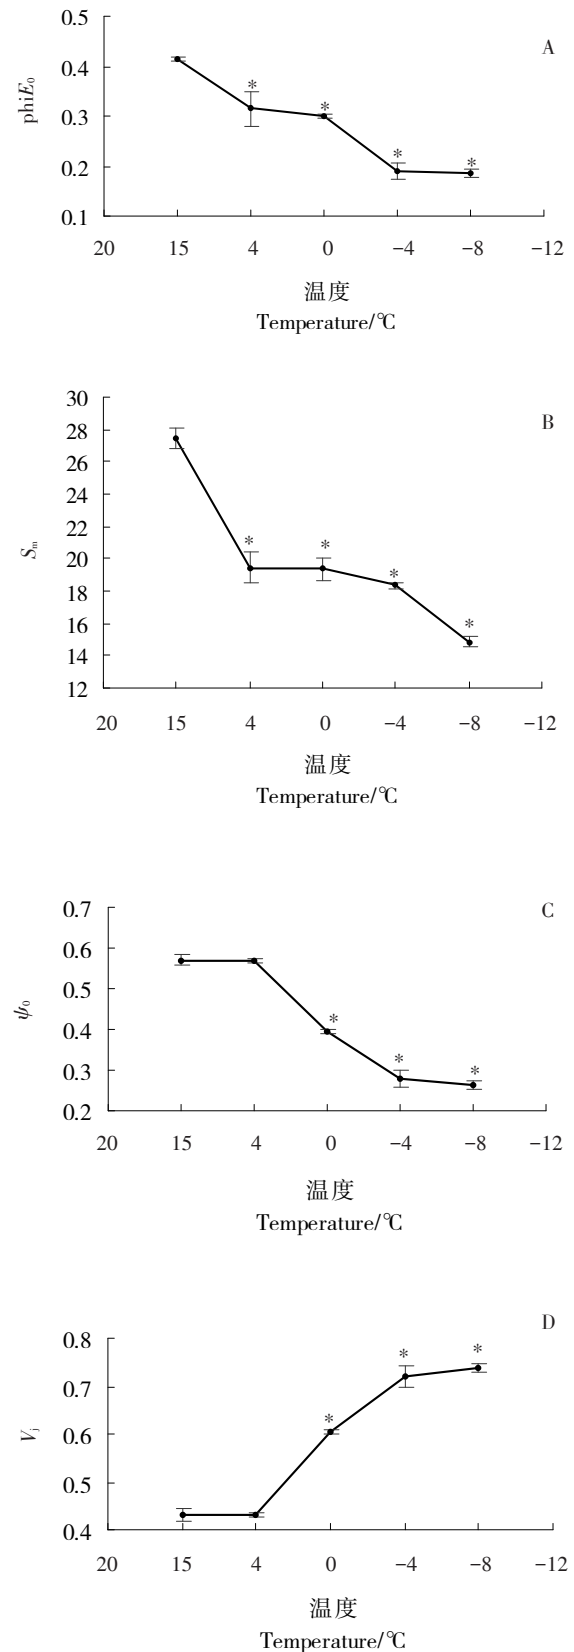 A
0.5
0.4
0.3
0.2
0.1
phiE₀
* * * *
20 15 4 0 −4 −8 −12
温度
Temperature/℃
B
30
28
26
24
22
20
18
16
14
12
Sₘ
* * * *
20 15 4 0 −4 −8 −12
温度
Temperature/℃
C
0.7
0.6
0.5
0.4
0.3
0.2
ψ₀
* * *
20 15 4 0 −4 −8 −12
温度
Temperature/℃
D
0.8
0.7
0.6
0.5
0.4
Vⱼ
* * *
20 15 4 0 −4 −8 −12
温度
Temperature/℃